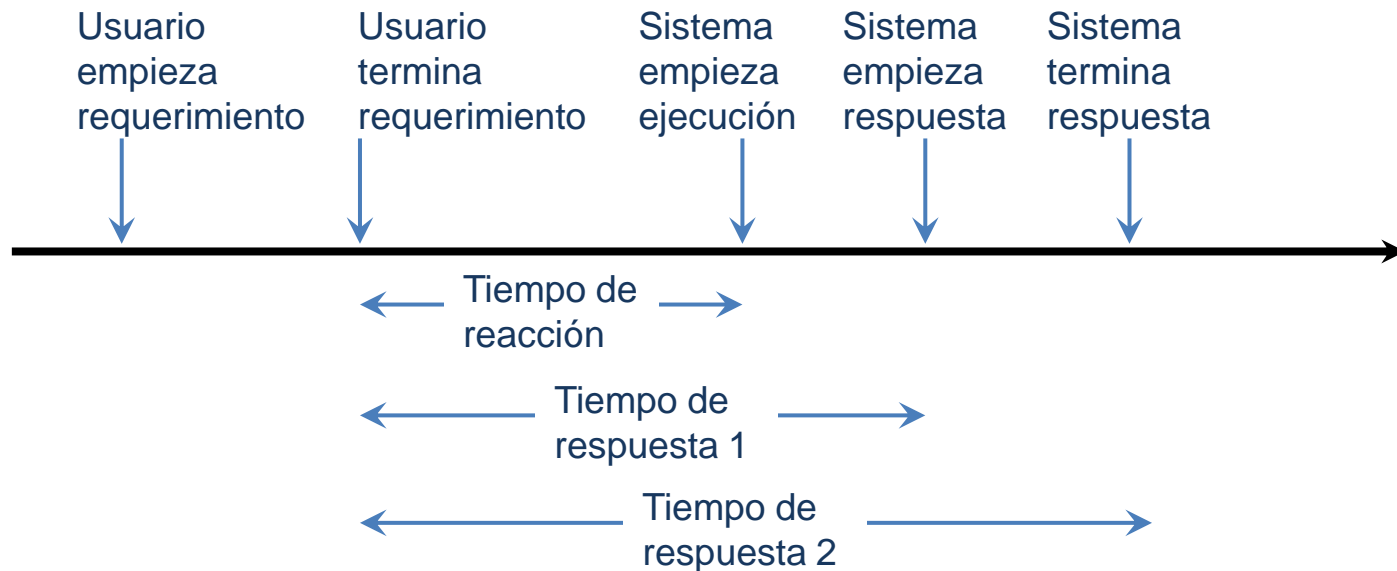 Usuario
empieza
requerimiento
Usuario
termina
requerimiento
Sistema
empieza
ejecución
Sistema
empieza
respuesta
Sistema
termina
respuesta
Tiempo de
reacción
Tiempo de
respuesta 1
Tiempo de
respuesta 2